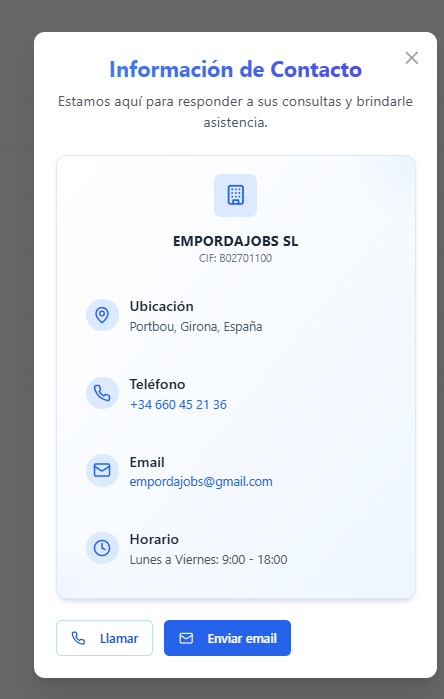 Información de Contacto
Estamos aquí para responder a sus consultas y brindarle
asistencia.
EMPORDAJOBS SL
CIF: B02701100
Ubicación
Portbou, Girona, España
Teléfono
+34 660 45 21 36
Email
empordajobs@gmail.com
Horario
Lunes a Viernes: 9:00 - 18:00
Llamar
Enviar email